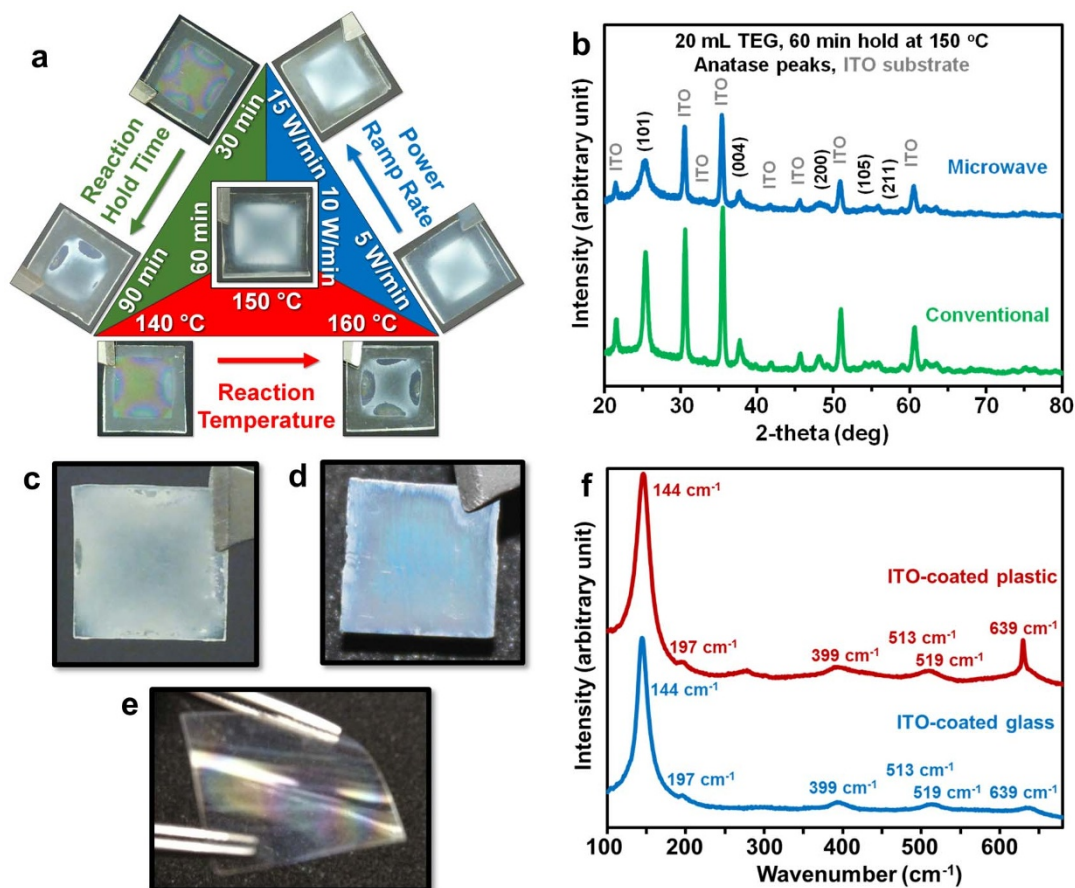 a
Reaction
Hold Time
30 min
60 min
90 min
15 W/min
10 W/min
5 W/min
Power
Ramp Rate
150 °C
140 °C
160 °C
Reaction
Temperature
b
20 mL TEG, 60 min hold at 150 °C
Anatase peaks, ITO substrate
Intensity (arbitrary unit)
ITO
(101)
ITO
ITO
ITO
(004)
ITO
ITO
(200)
ITO
(105)
(211)
ITO
Microwave
Conventional
20 30 40 50 60 70 80
2-theta (deg)
c
d
e
f
Intensity (arbitrary unit)
144 cm-1
ITO-coated plastic
197 cm-1
399 cm-1
513 cm-1
519 cm-1
639 cm-1
144 cm-1
ITO-coated glass
197 cm-1
399 cm-1
513 cm-1
519 cm-1
639 cm-1
100 200 300 400 500 600
Wavenumber (cm-1)